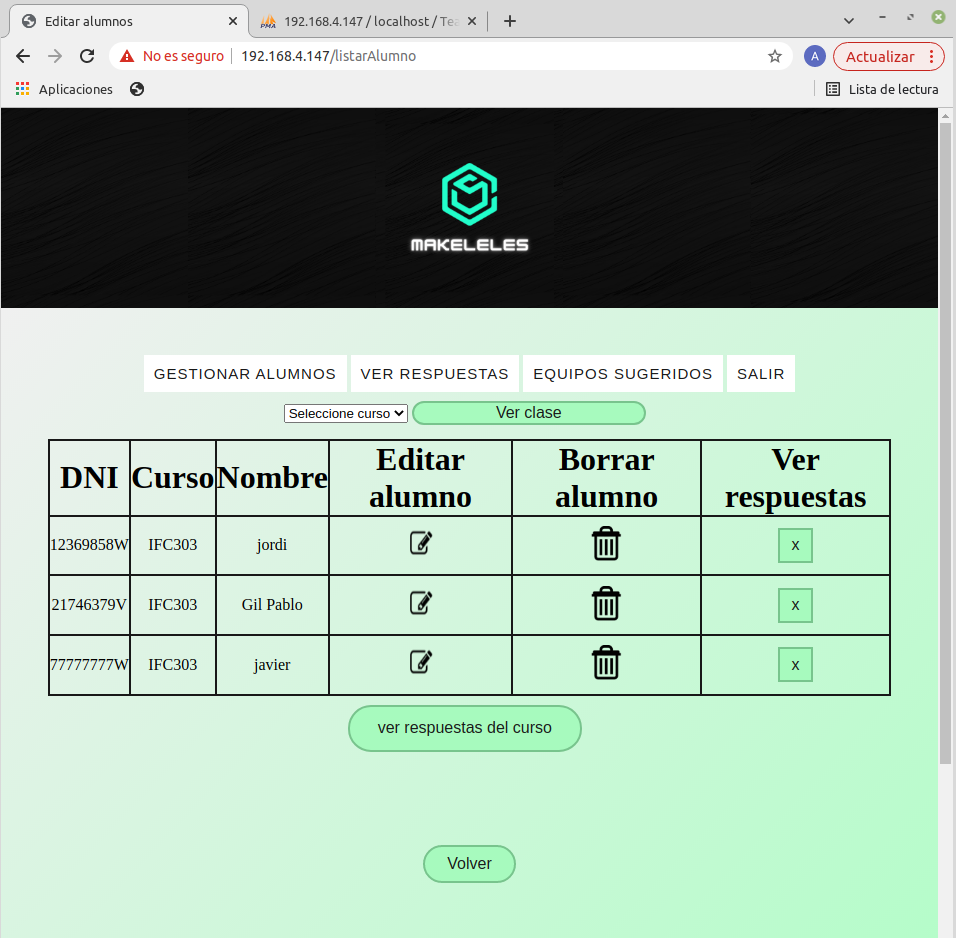 Editar alumnos
PMA 192.168.4.147 / localhost / Tea
No es seguro 192.168.4.147/listarAlumno
A Actualizar
Aplicaciones Lista de lectura
MAKELELES
GESTIONAR ALUMNOS VER RESPUESTAS EQUIPOS SUGERIDOS SALIR
Seleccione curso Ver clase
DNI Curso Nombre Editar alumno Borrar alumno Ver respuestas
12369858W IFC303 jordi x
21746379V IFC303 Gil Pablo x
77777777W IFC303 javier x
ver respuestas del curso
Volver